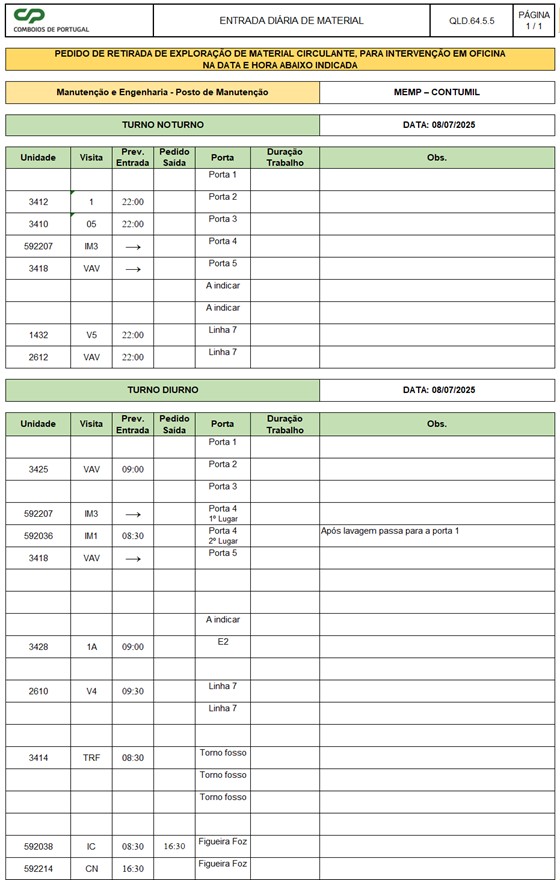 CP
COMBOIOS DE PORTUGAL
ENTRADA DIÁRIA DE MATERIAL
QLD.64.5.5
PÁGINA
1 / 1
PEDIDO DE RETIRADA DE EXPLORAÇÃO DE MATERIAL CIRCULANTE, PARA INTERVENÇÃO EM OFICINA
NA DATA E HORA ABAIXO INDICADA
Manutenção e Engenharia - Posto de Manutenção MEMP – CONTUMIL
TURNO NOTURNO DATA: 08/07/2025
Unidade Visita Prev. Entrada Pedido Saída Porta Duração Trabalho Obs.
Porta 1
3412 1 22:00 Porta 2
3410 05 22:00 Porta 3
592207 IM3 → Porta 4
3418 VAV → Porta 5
A indicar
A indicar
1432 V5 22:00 Linha 7
2612 VAV 22:00 Linha 7
TURNO DIURNO DATA: 08/07/2025
Unidade Visita Prev. Entrada Pedido Saída Porta Duração Trabalho Obs.
Porta 1
3425 VAV 09:00 Porta 2
Porta 3
592207 IM3 → Porta 4 1º Lugar
592036 IM1 08:30 Porta 4 2º Lugar Após lavagem passa para a porta 1
3418 VAV → Porta 5
A indicar
3428 1A 09:00 E2
2610 V4 09:30 Linha 7
Linha 7
3414 TRF 08:30 Torno fosso
Torno fosso
Torno fosso
592038 IC 08:30 16:30 Figueira Foz
592214 CN 16:30 Figueira Foz